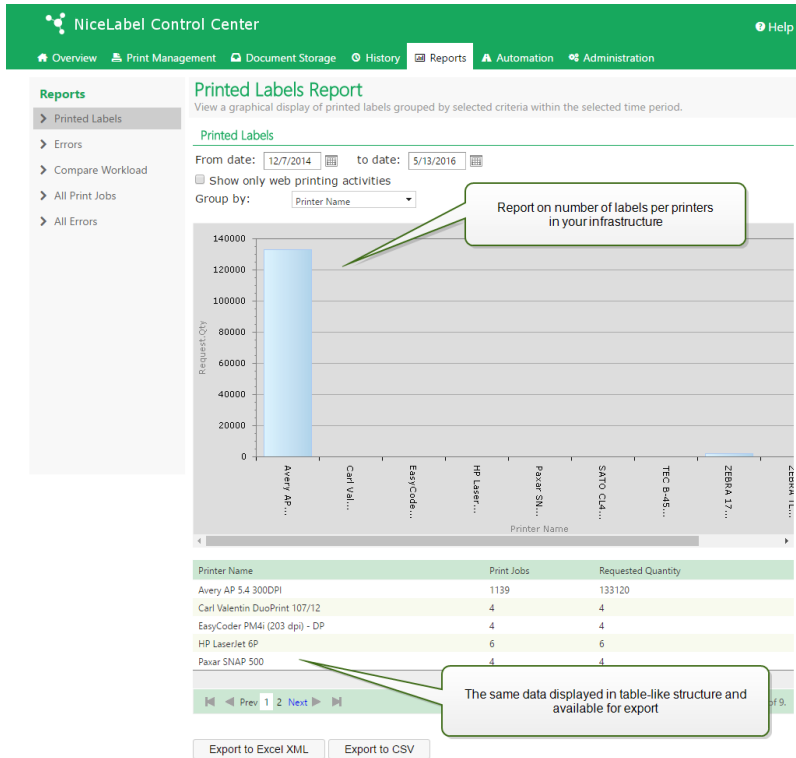 NiceLabel Control Center
Help
Overview Print Management Document Storage History Reports Automation Administration
Reports
Printed Labels
Errors
Compare Workload
All Print Jobs
All Errors
Printed Labels Report
View a graphical display of printed labels grouped by selected criteria within the selected time period.
Printed Labels
From date: 12/7/2014 to date: 5/13/2016
Show only web printing activities
Group by: Printer Name
Report on number of labels per printers
in your infrastructure
140000
120000
100000
80000
60000
40000
20000
0
Request.Qty
Avery AP...
Carl Val...
EasyCode...
HP Laser...
Paxar SN...
SATO CL4...
TEC B-45...
ZEBRA 17...
ZEBRA TL...
Printer Name
Printer Name Print Jobs Requested Quantity
Avery AP 5.4 300DPI 1139 133120
Carl Valentin DuoPrint 107/12 4 4
EasyCoder PM4i (203 dpi) - DP 4 4
HP LaserJet 6P 6 6
Paxar SNAP 500 4 4
The same data displayed in table-like structure and
available for export
Prev 1 2 Next
of 9.
Export to Excel XML Export to CSV